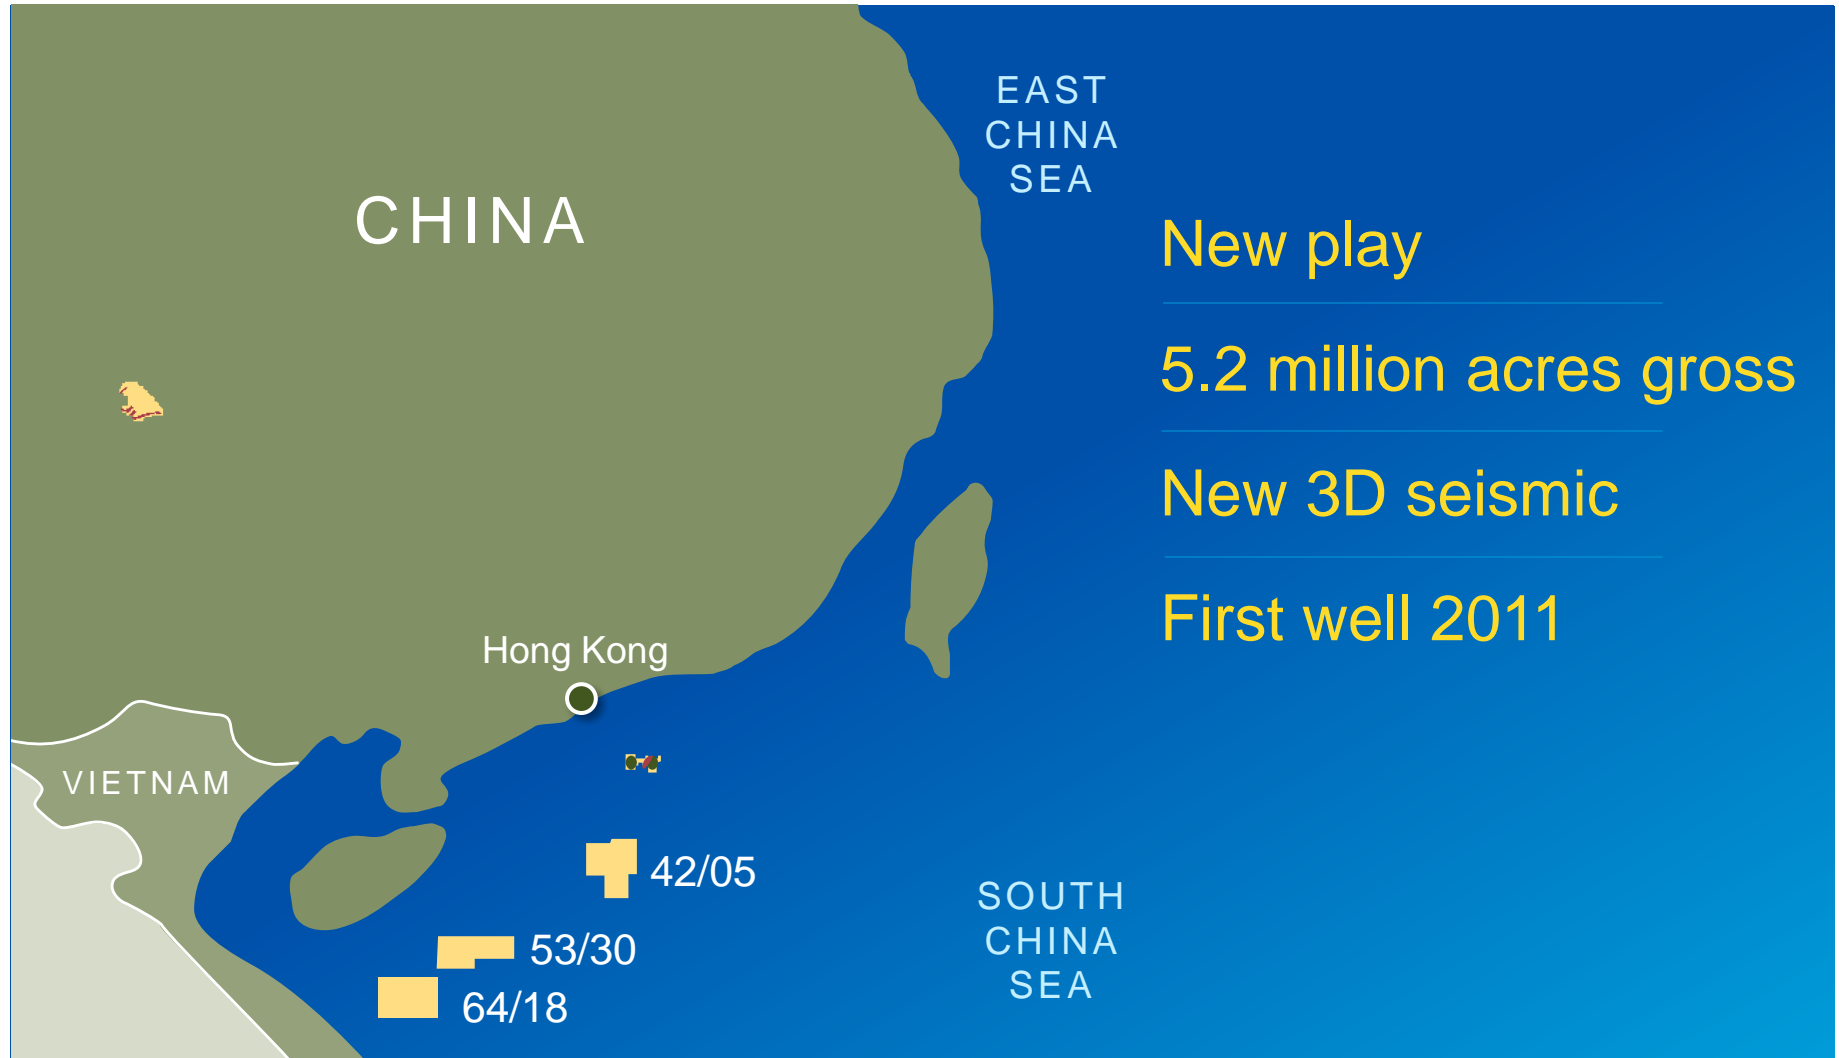 EAST
CHINA
SEA
CHINA
New play
5.2 million acres gross
New 3D seismic
First well 2011
Hong Kong
VIETNAM
42/05
SOUTH
CHINA
SEA
53/30
64/18